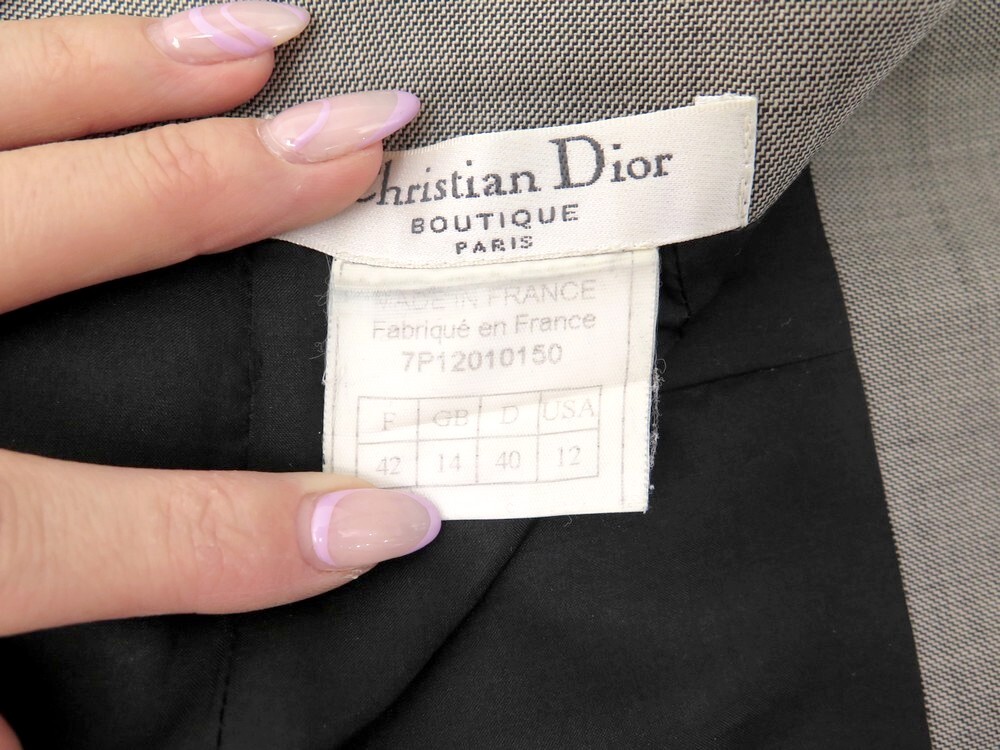 Christian Dior
BOUTIQUE
PARIS
MADE IN FRANCE
Fabriqué en France
7P12010150
F GB D USA
42 14 40 12